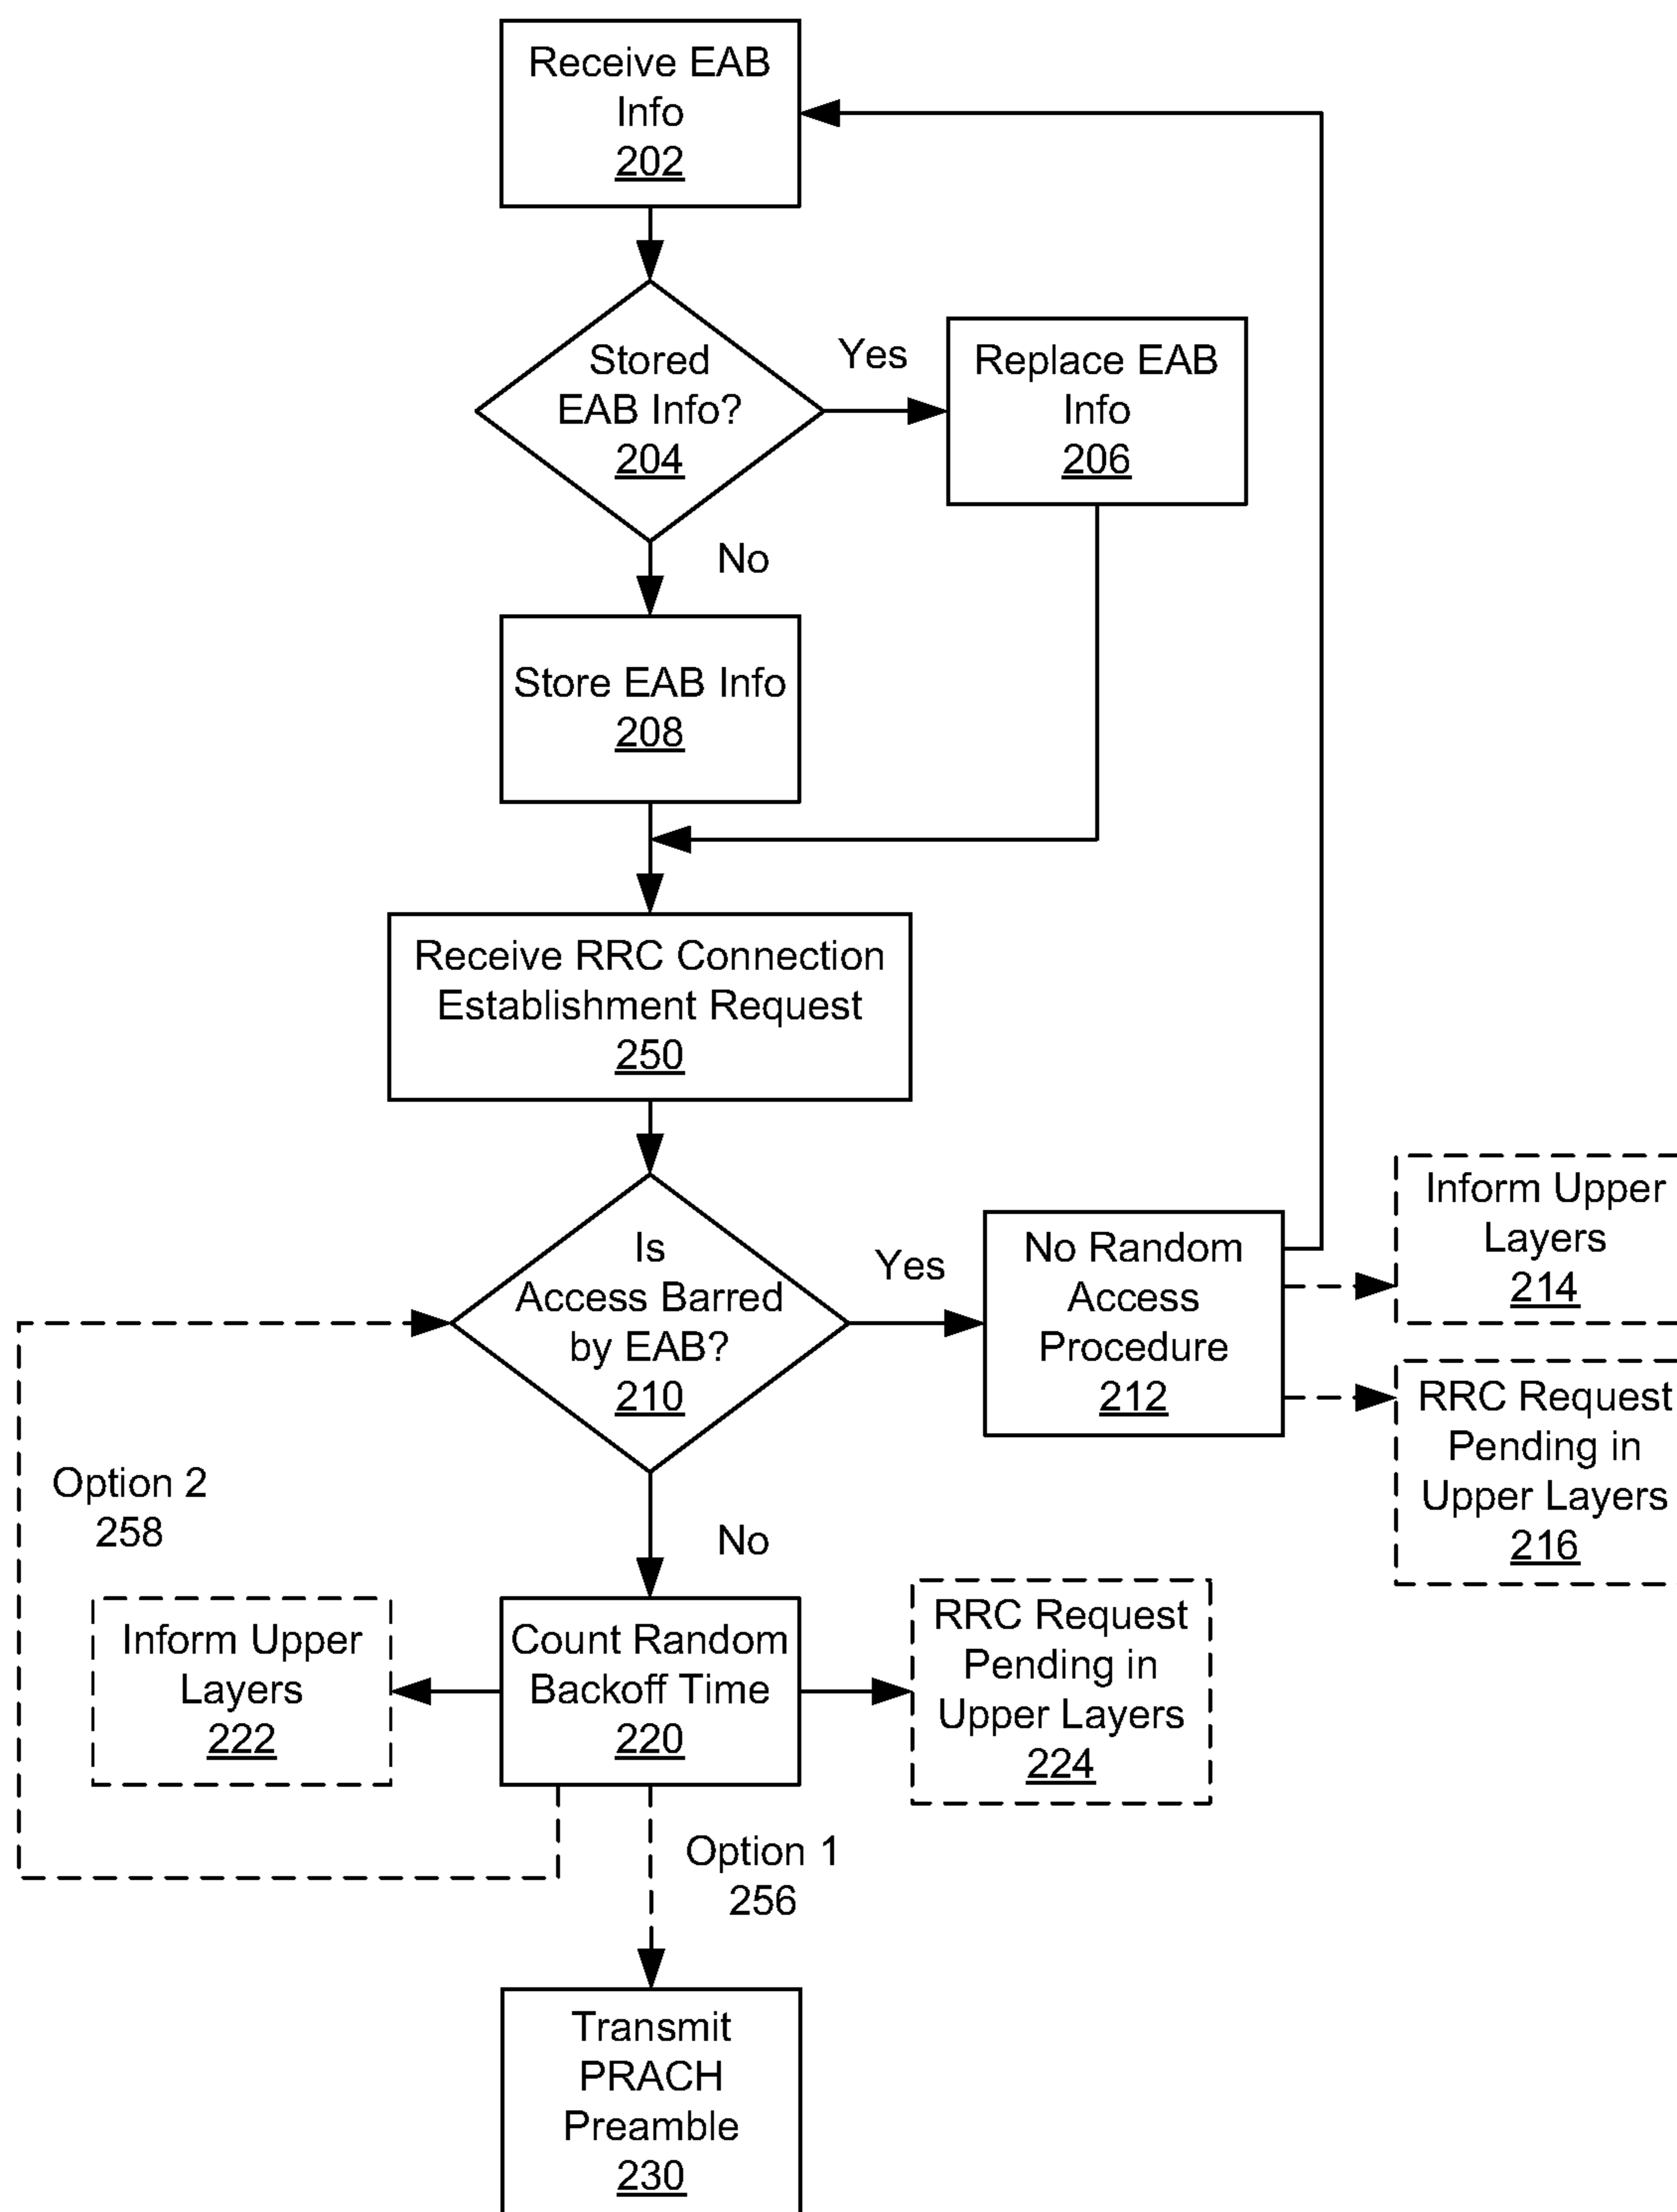 Receive EAB
Info
202
Stored
EAB Info?
204
Yes
Replace EAB
Info
206
No
Store EAB Info
208
Receive RRC Connection
Establishment Request
250
Is
Access Barred
by EAB?
210
Yes
No Random
Access
Procedure
212
Inform Upper
Layers
214
RRC Request
Pending in
Upper Layers
216
Option 2
258
No
Inform Upper
Layers
222
Count Random
Backoff Time
220
RRC Request
Pending in
Upper Layers
224
Option 1
256
Transmit
PRACH
Preamble
230